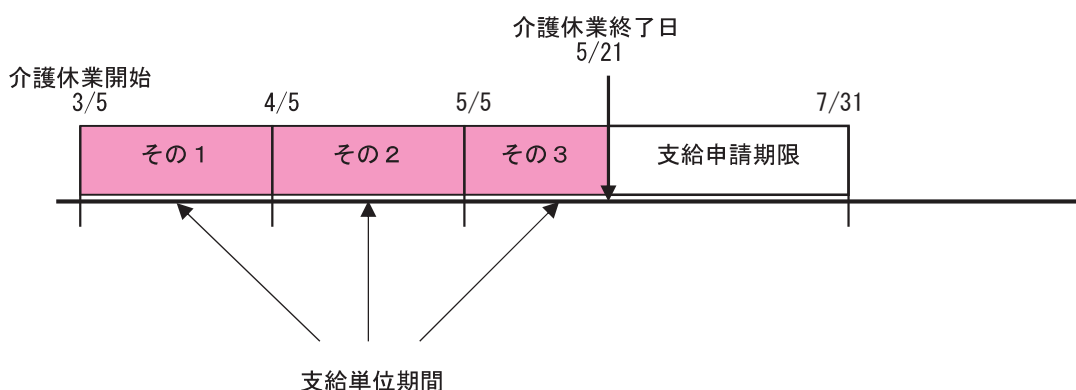 介護休業終了日
5/21
介護休業開始
3/5
4/5
5/5
7/31
その1
その2
その3
支給申請期限
支給単位期間